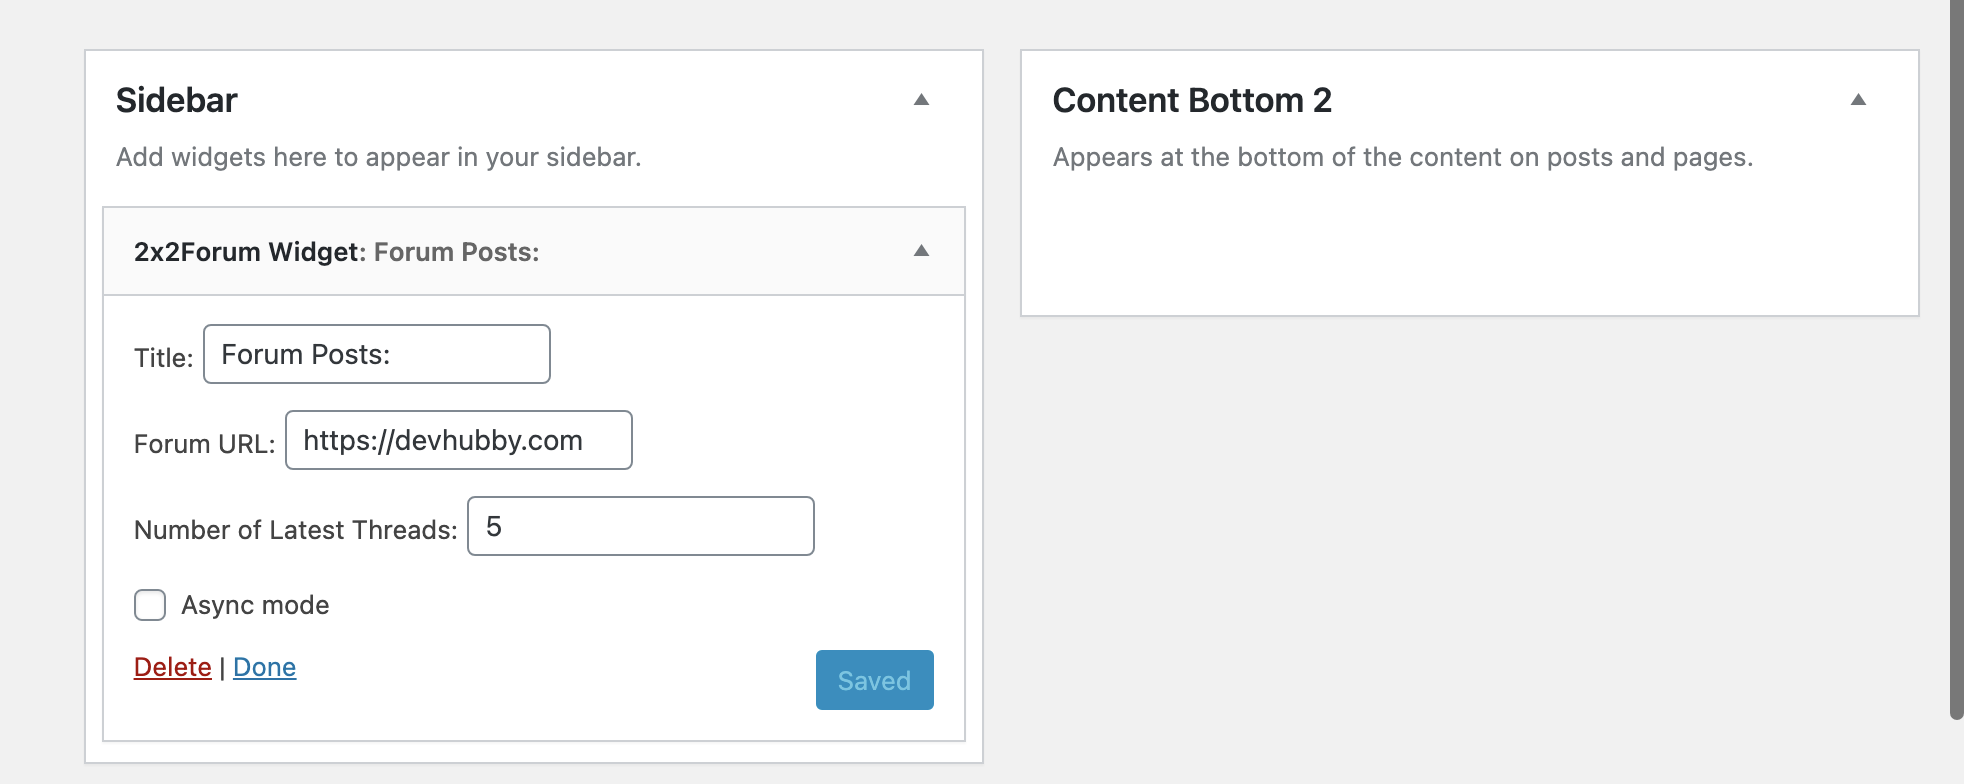 Sidebar
Add widgets here to appear in your sidebar.
2x2Forum Widget: Forum Posts:
Title: Forum Posts:
Forum URL: https://devhubby.com
Number of Latest Threads: 5
Async mode
Delete | Done
Saved
Content Bottom 2
Appears at the bottom of the content on posts and pages.